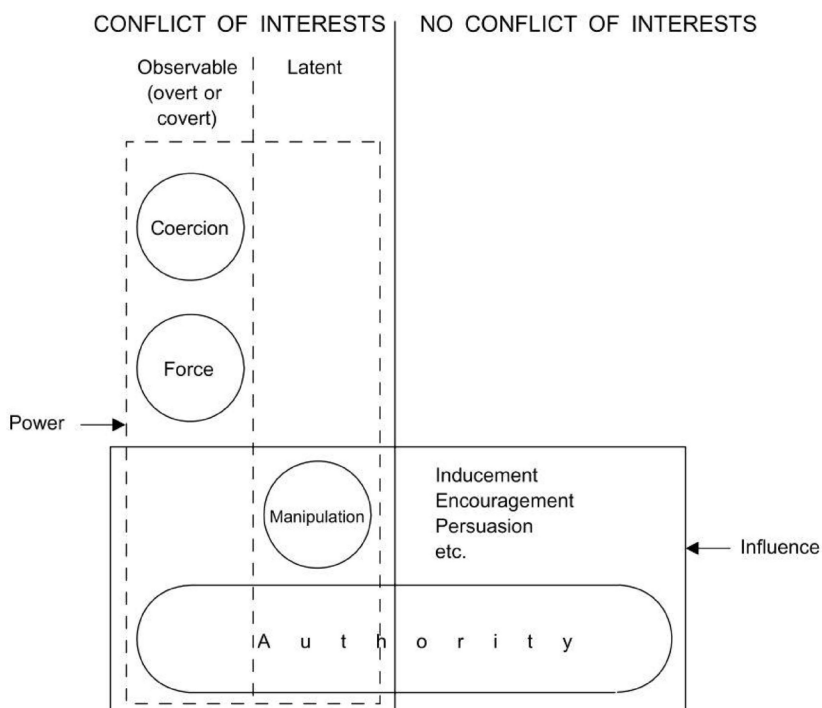 CONFLICT OF INTERESTS
NO CONFLICT OF INTERESTS
Observable
(overt or
covert)
Latent
Coercion
Force
Power
Manipulation
Inducement
Encouragement
Persuasion
etc.
Influence
Authority